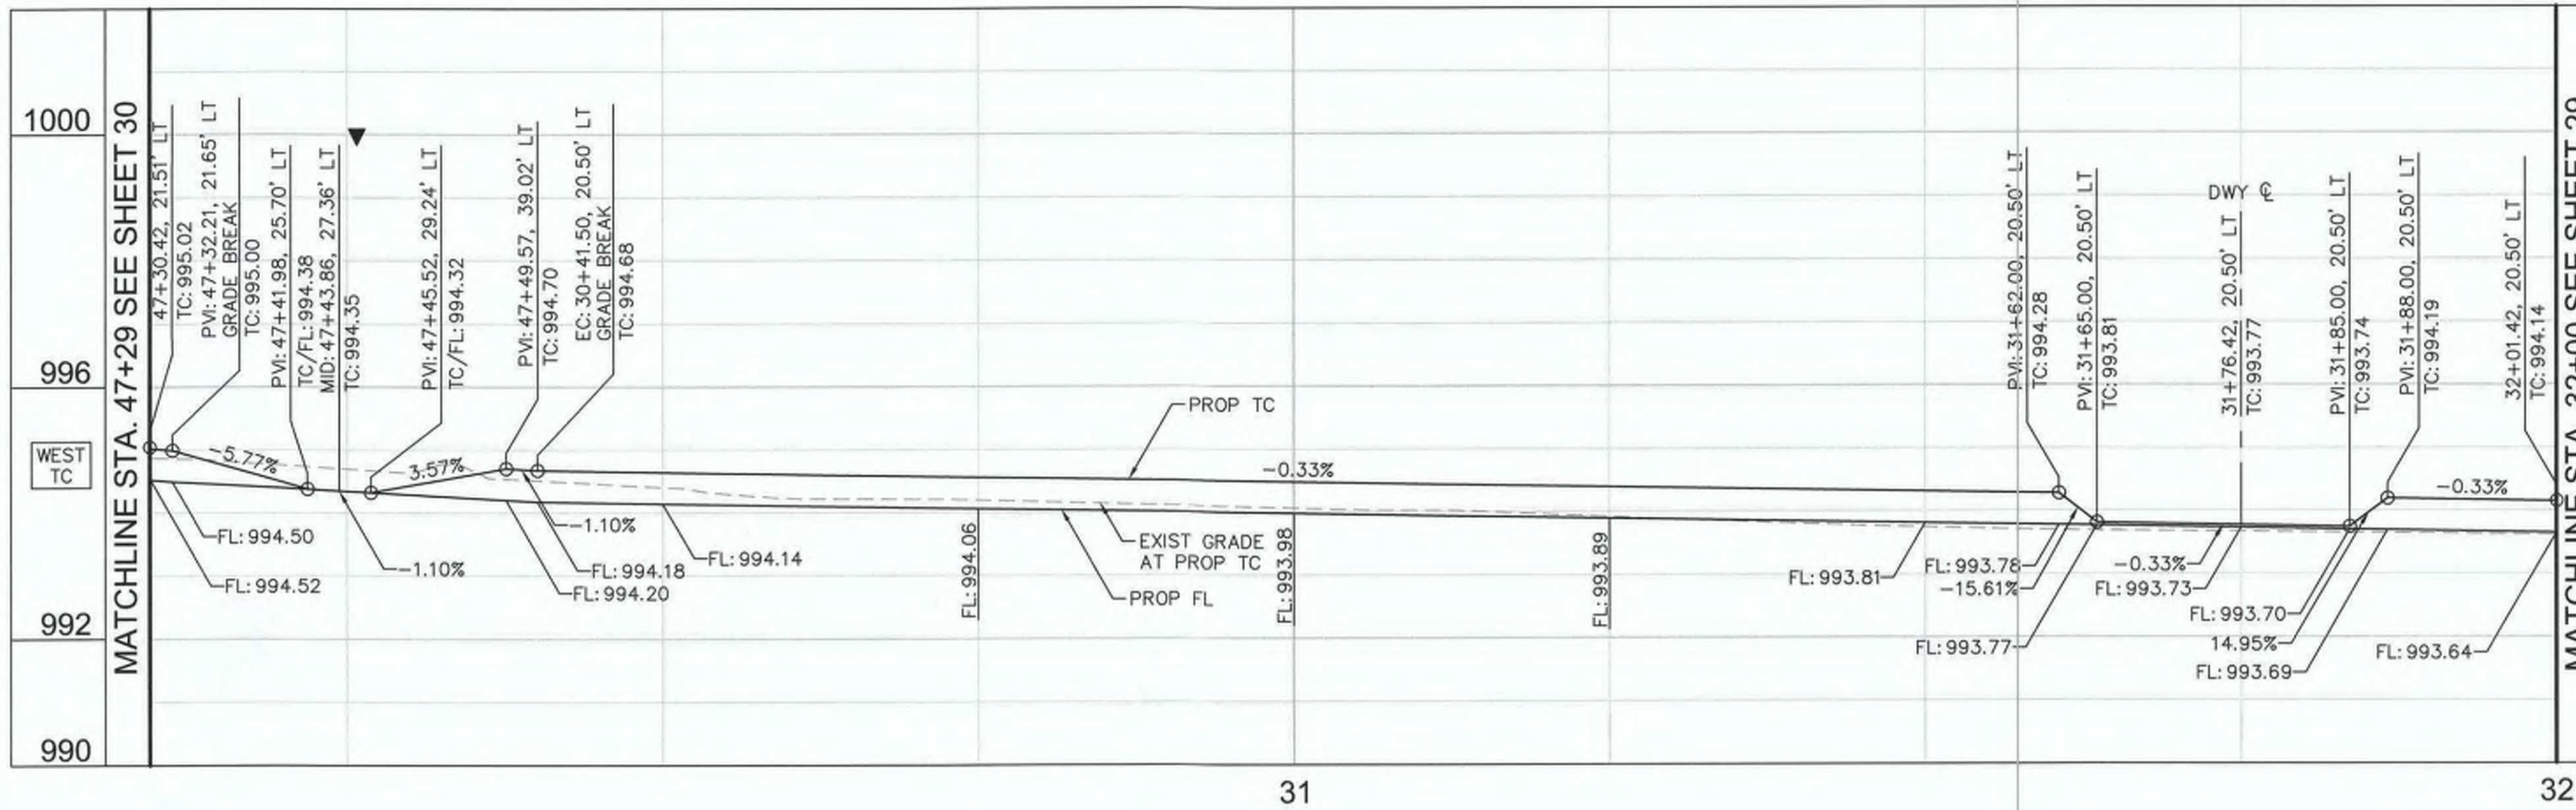 1000
996
992
990
WEST
TC
MATCHLINE STA. 47+29 SEE SHEET 30
47+30.42, 21.51' LT
TC: 995.02
PVI: 47+32.21, 21.65' LT
GRADE BREAK
TC: 995.00
PVI: 47+41.98, 25.70' LT
TC/FL: 994.38
MID: 47+43.86, 27.36' LT
TC: 994.35
PVI: 47+45.52, 29.24' LT
TC/FL: 994.32
PVI: 47+49.57, 39.02' LT
TC: 994.70
EC: 30+41.50, 20.50' LT
GRADE BREAK
TC: 994.68
PVI: 31+62.00, 20.50' LT
TC: 994.28
PVI: 31+65.00, 20.50' LT
TC: 993.81
DWY ℄
31+76.42, 20.50' LT
TC: 993.77
PVI: 31+85.00, 20.50' LT
TC: 993.74
PVI: 31+88.00, 20.50' LT
TC: 994.19
32+01.42, 20.50' LT
TC: 994.14
-5.77%
3.57%
PROP TC
-0.33%
-0.33%
FL: 994.50
FL: 994.52
-1.10%
-1.10%
FL: 994.18
FL: 994.20
FL: 994.14
FL: 994.06
EXIST GRADE
AT PROP TC
PROP FL
FL: 993.98
FL: 993.89
FL: 993.81
FL: 993.78
-15.61%
FL: 993.77
-0.33%
FL: 993.73
FL: 993.70
14.95%
FL: 993.69
FL: 993.64
MATCHLINE STA. 32+00 SEE SHEET
31
32